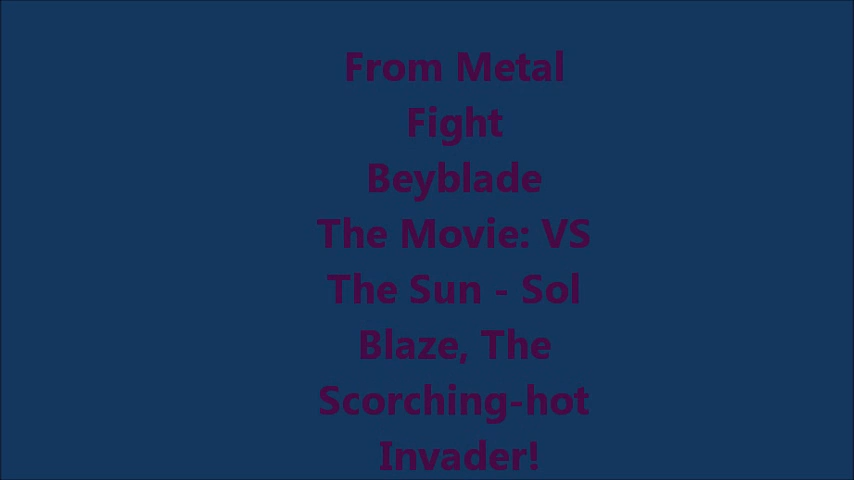 From Metal
Fight
Beyblade
The Movie: VS
The Sun - Sol
Blaze, The
Scorching-hot
Invader!